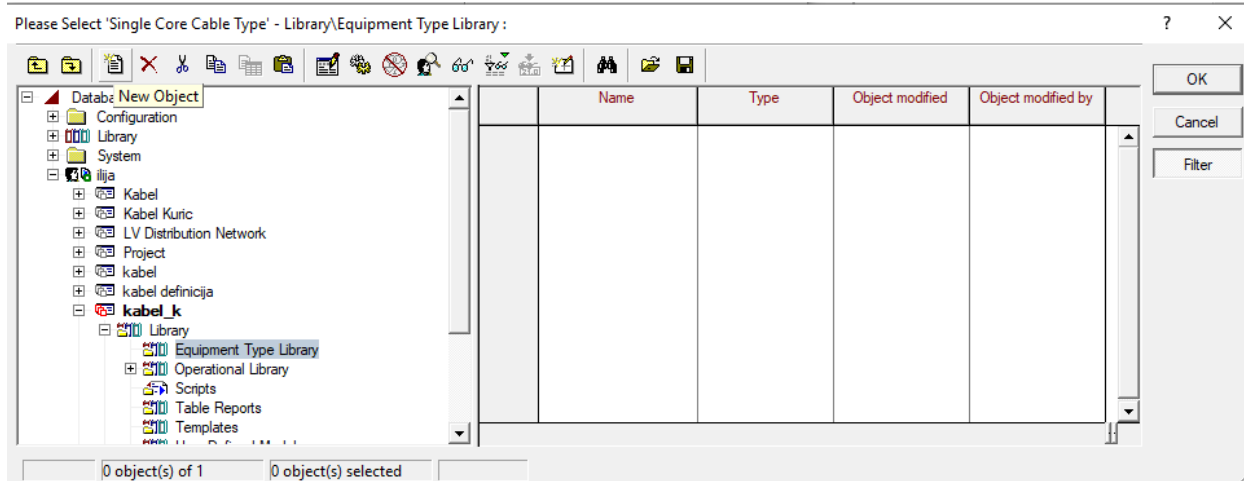 Please Select 'Single Core Cable Type' - Library\Equipment Type Library :
?
OK
Cancel
Filter
New Object
Name Type Object modified Object modified by
Configuration
Library
System
ilija
Kabel
Kabel Kuric
LV Distribution Network
Project
kabel
kabel definicija
kabel_k
Library
Equipment Type Library
Operational Library
Scripts
Table Reports
Templates
0 object(s) of 1 0 object(s) selected